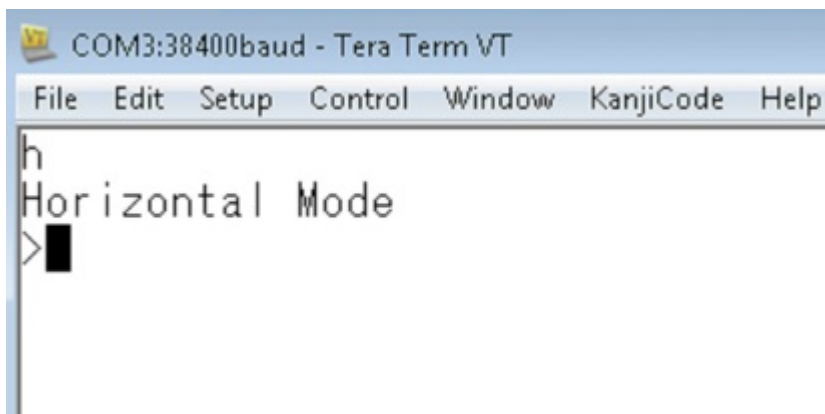 COM3:38400baud - Tera Term VT
File Edit Setup Control Window KanjiCode Help
h
Horizontal Mode
>